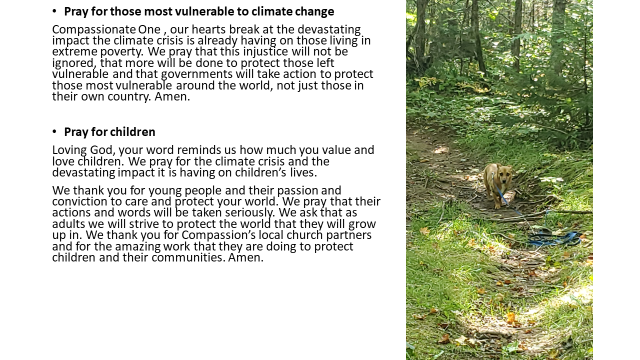 • Pray for those most vulnerable to climate change
Compassionate One , our hearts break at the devastating
impact the climate crisis is already having on those living in
extreme poverty. We pray that this injustice will not be
ignored, that more will be done to protect those left
vulnerable and that governments will take action to protect
those most vulnerable around the world, not just those in
their own country. Amen.
• Pray for children
Loving God, your word reminds us how much you value and
love children. We pray for the climate crisis and the
devastating impact it is having on children’s lives.
We thank you for young people and their passion and
conviction to care and protect your world. We pray that their
actions and words will be taken seriously. We ask that as
adults we will strive to protect the world that they will grow
up in. We thank you for Compassion’s local church partners
and for the amazing work that they are doing to protect
children and their communities. Amen.